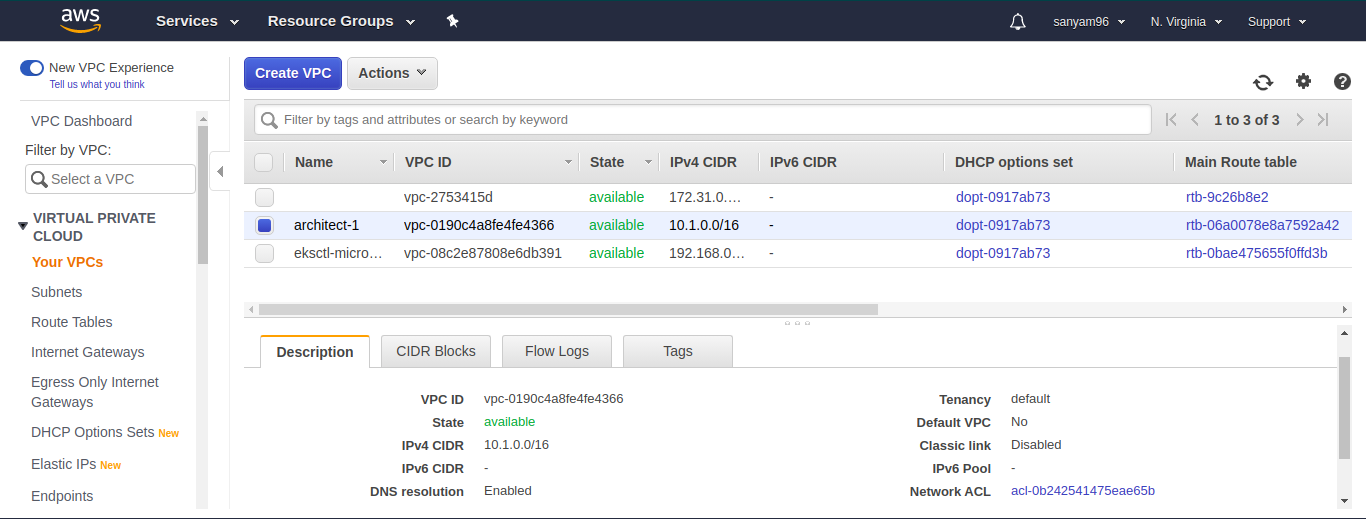 aws Services Resource Groups sanyam96 N. Virginia Support
New VPC Experience
Tell us what you think
VPC Dashboard
Filter by VPC:
Select a VPC
VIRTUAL PRIVATE
CLOUD
Your VPCs
Subnets
Route Tables
Internet Gateways
Egress Only Internet
Gateways
DHCP Options Sets New
Elastic IPs New
Endpoints
Create VPC Actions
Filter by tags and attributes or search by keyword 1 to 3 of 3
Name VPC ID State IPv4 CIDR IPv6 CIDR DHCP options set Main Route table
vpc-2753415d available 172.31.0.… - dopt-0917ab73 rtb-9c26b8e2
architect-1 vpc-0190c4a8fe4fe4366 available 10.1.0.0/16 - dopt-0917ab73 rtb-06a0078e8a7592a42
eksctl-micro… vpc-08c2e87808e6db391 available 192.168.0… - dopt-0917ab73 rtb-0bae475655f0ffd3b
Description CIDR Blocks Flow Logs Tags
VPC ID vpc-0190c4a8fe4fe4366 Tenancy default
State available Default VPC No
IPv4 CIDR 10.1.0.0/16 Classic link Disabled
IPv6 CIDR - IPv6 Pool -
DNS resolution Enabled Network ACL acl-0b242541475eae65b